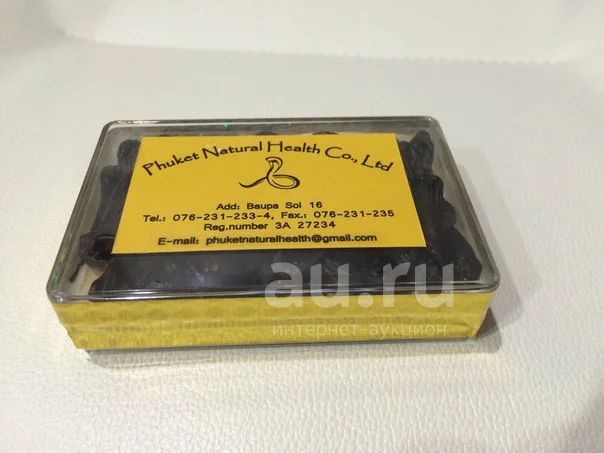 Phuket Natural Health Co., Ltd
Add: Baupa Soi 16
Tel.: 076-231-233-4, Fax.: 076-231-235
Reg.number 3A 27234
E-mail: phuketnaturalhealth@gmail.com
au.ru
интернет-аукцион